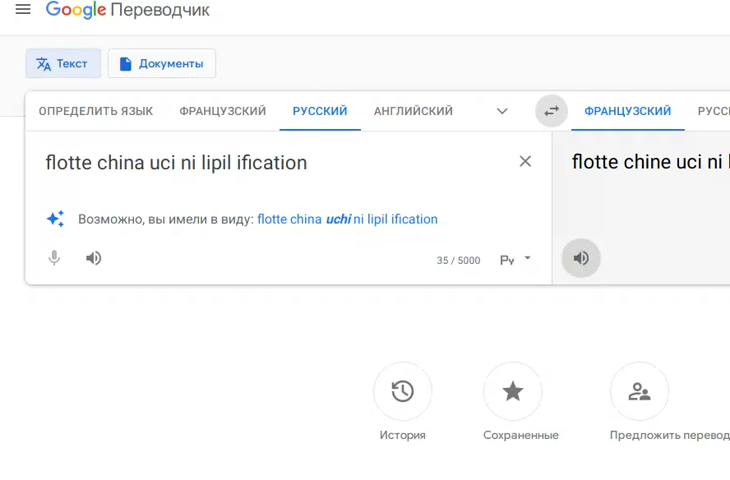 Google Переводчик
Текст Документы
ОПРЕДЕЛИТЬ ЯЗЫК ФРАНЦУЗСКИЙ РУССКИЙ АНГЛИЙСКИЙ ФРАНЦУЗСКИЙ РУСС
flotte china uci ni lipil ification flotte chine uci ni l
Возможно, вы имели в виду: flotte china uchi ni lipil ification
35 / 5000 Ру
История Сохраненные Предложить перевод